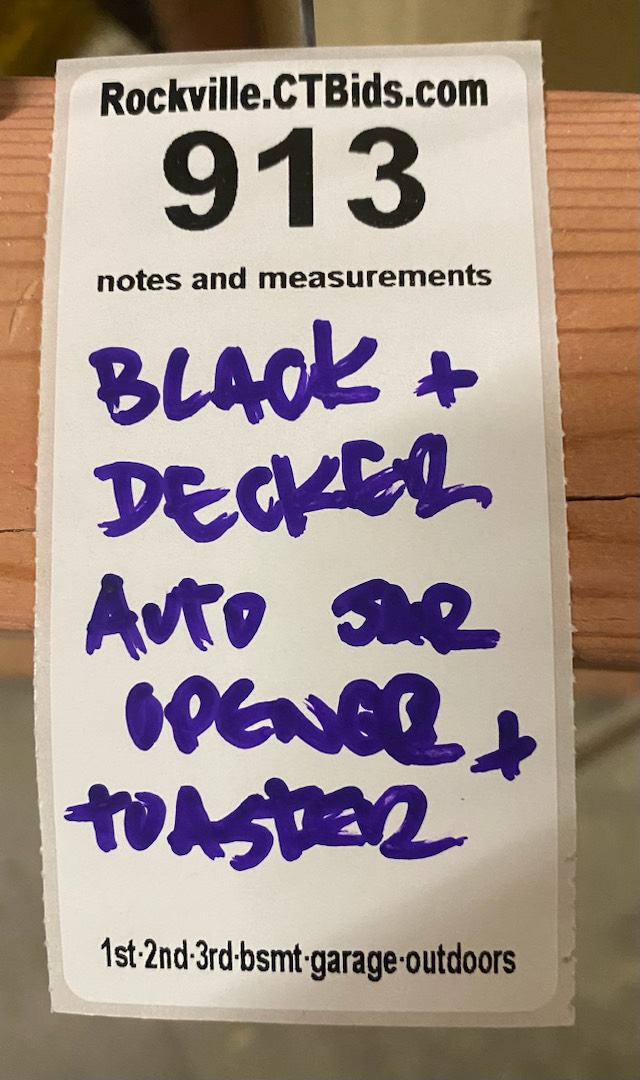 Rockville.CTBids.com
913
notes and measurements
BLACK +
DECKER
AUTO JAR
OPENER +
TOASTER
1st·2nd·3rd·bsmt·garage·outdoors